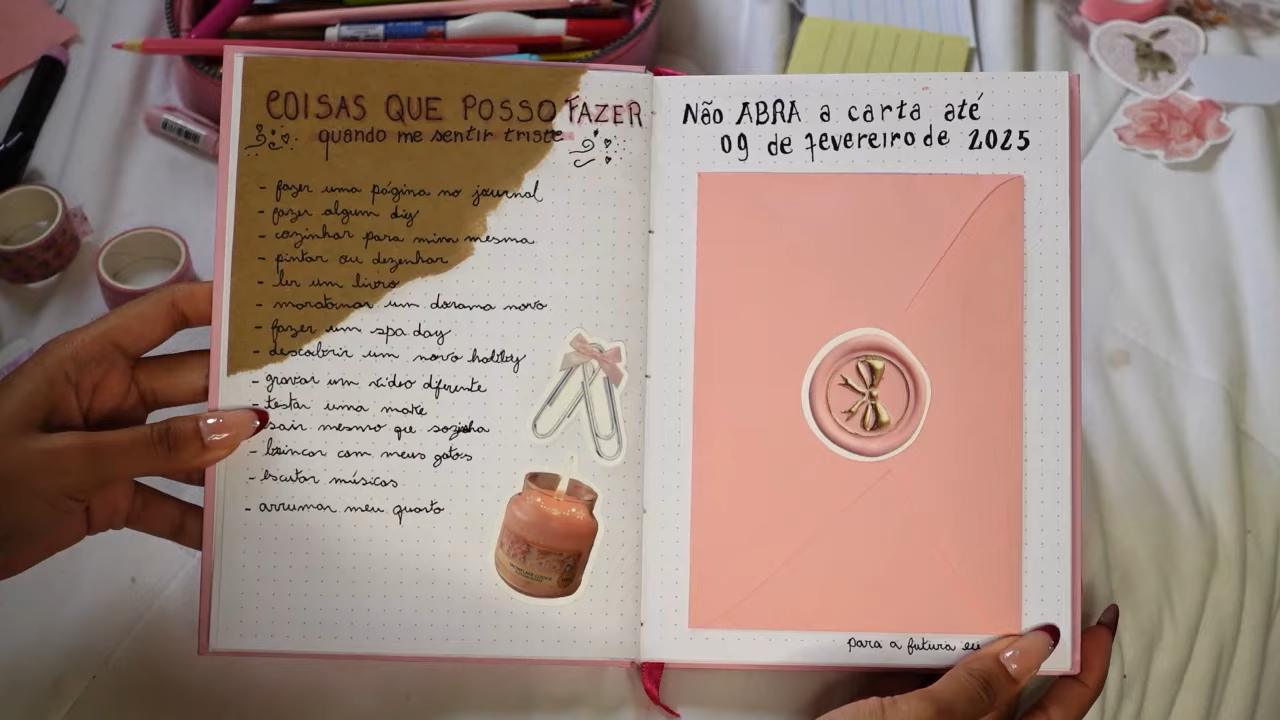 COISAS QUE POSSO FAZER
quando me sentir triste
- fazer uma página no journal
- fazer algum diy
- cozinhar para mim mesma
- pintar ou dezenhar
- ler um livro
- maratonar um dorama novo
- fazer um spa day
- descobrir um novo hobby
- gravar um vídeo diferente
- testar uma make
- sair mesmo que sozinha
- brincar com meus gatos
- escutar músicas
- arrumar meu quarto
Não ABRA a carta até
09 de fevereiro de 2025
para a futura eu